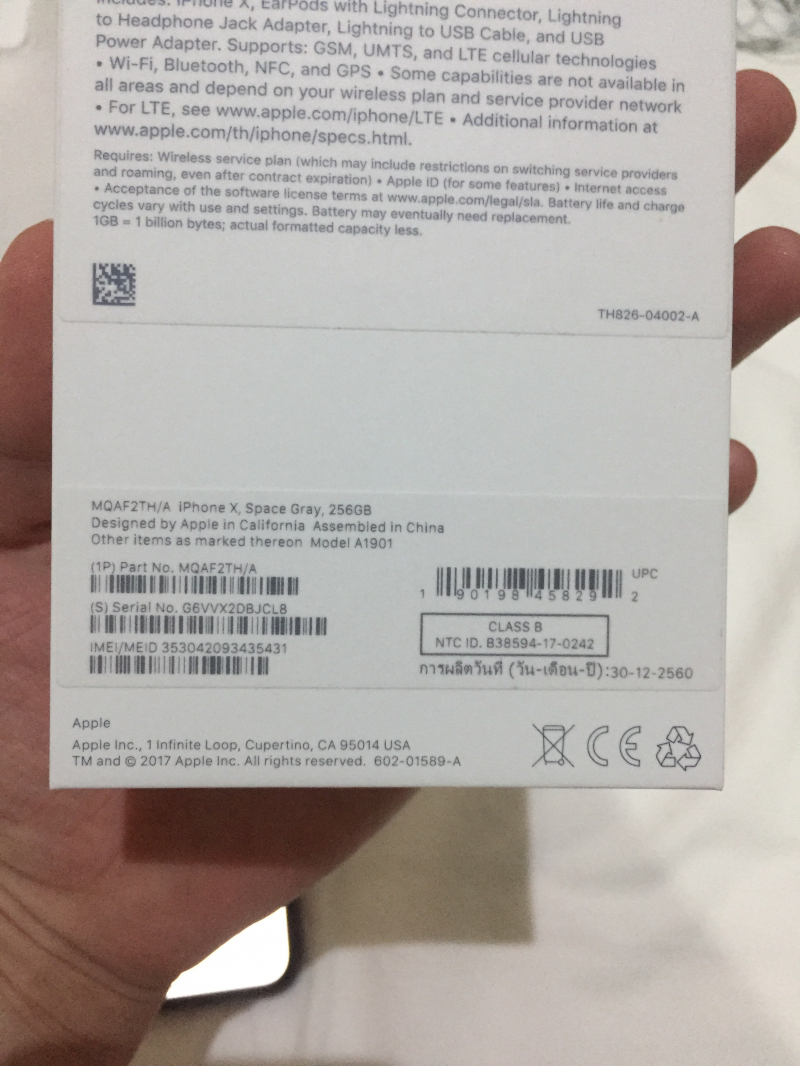 Includes: iPhone X, EarPods with Lightning Connector, Lightning
to Headphone Jack Adapter, Lightning to USB Cable, and USB
Power Adapter. Supports: GSM, UMTS, and LTE cellular technologies
• Wi-Fi, Bluetooth, NFC, and GPS • Some capabilities are not available in
all areas and depend on your wireless plan and service provider network
• For LTE, see www.apple.com/iphone/LTE • Additional information at
www.apple.com/th/iphone/specs.html.
Requires: Wireless service plan (which may include restrictions on switching service providers
and roaming, even after contract expiration) • Apple ID (for some features) • Internet access
• Acceptance of the software license terms at www.apple.com/legal/sla. Battery life and charge
cycles vary with use and settings. Battery may eventually need replacement.
1GB = 1 billion bytes; actual formatted capacity less.
TH826-04002-A
MQAF2TH/A iPhone X, Space Gray, 256GB
Designed by Apple in California Assembled in China
Other items as marked thereon Model A1901
(1P) Part No. MQAF2TH/A
(S) Serial No. G6VVX2DBJCL8
IMEI/MEID 353042093435431
UPC
1 90198 45829 2
CLASS B
NTC ID. B38594-17-0242
การผลิตวันที่ (วัน-เดือน-ปี):30-12-2560
Apple
Apple Inc., 1 Infinite Loop, Cupertino, CA 95014 USA
TM and © 2017 Apple Inc. All rights reserved. 602-01589-A
CE